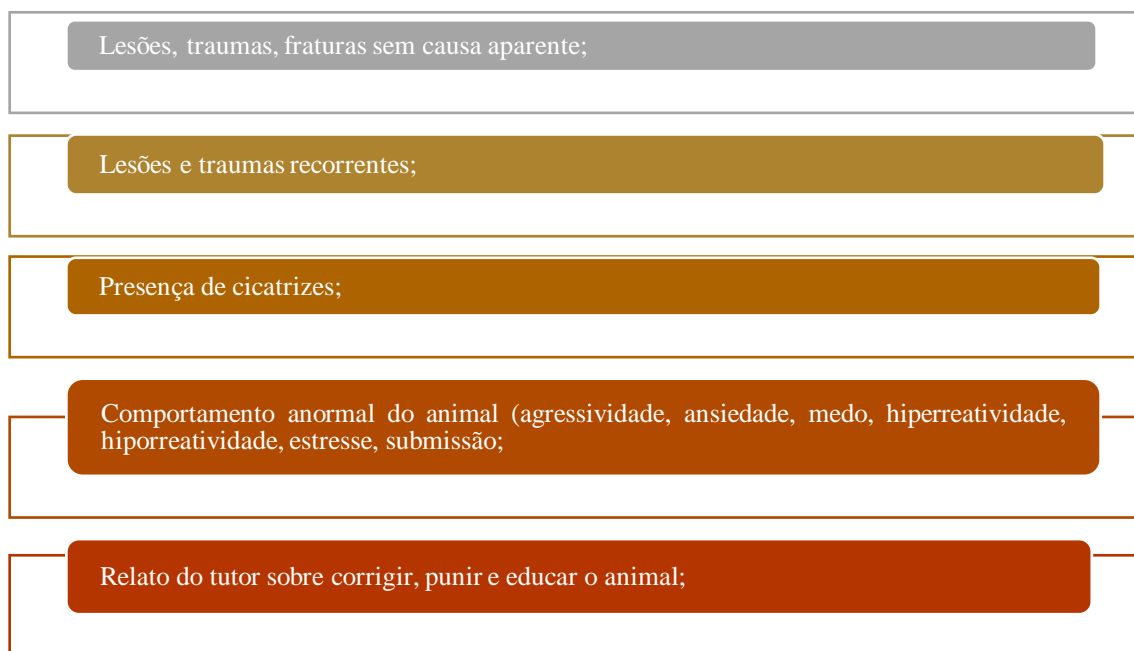 Lesões, traumas, fraturas sem causa aparente;
Lesões e traumas recorrentes;
Presença de cicatrizes;
Comportamento anormal do animal (agressividade, ansiedade, medo, hiperreatividade,
hiporreatividade, estresse, submissão;
Relato do tutor sobre corrigir, punir e educar o animal;